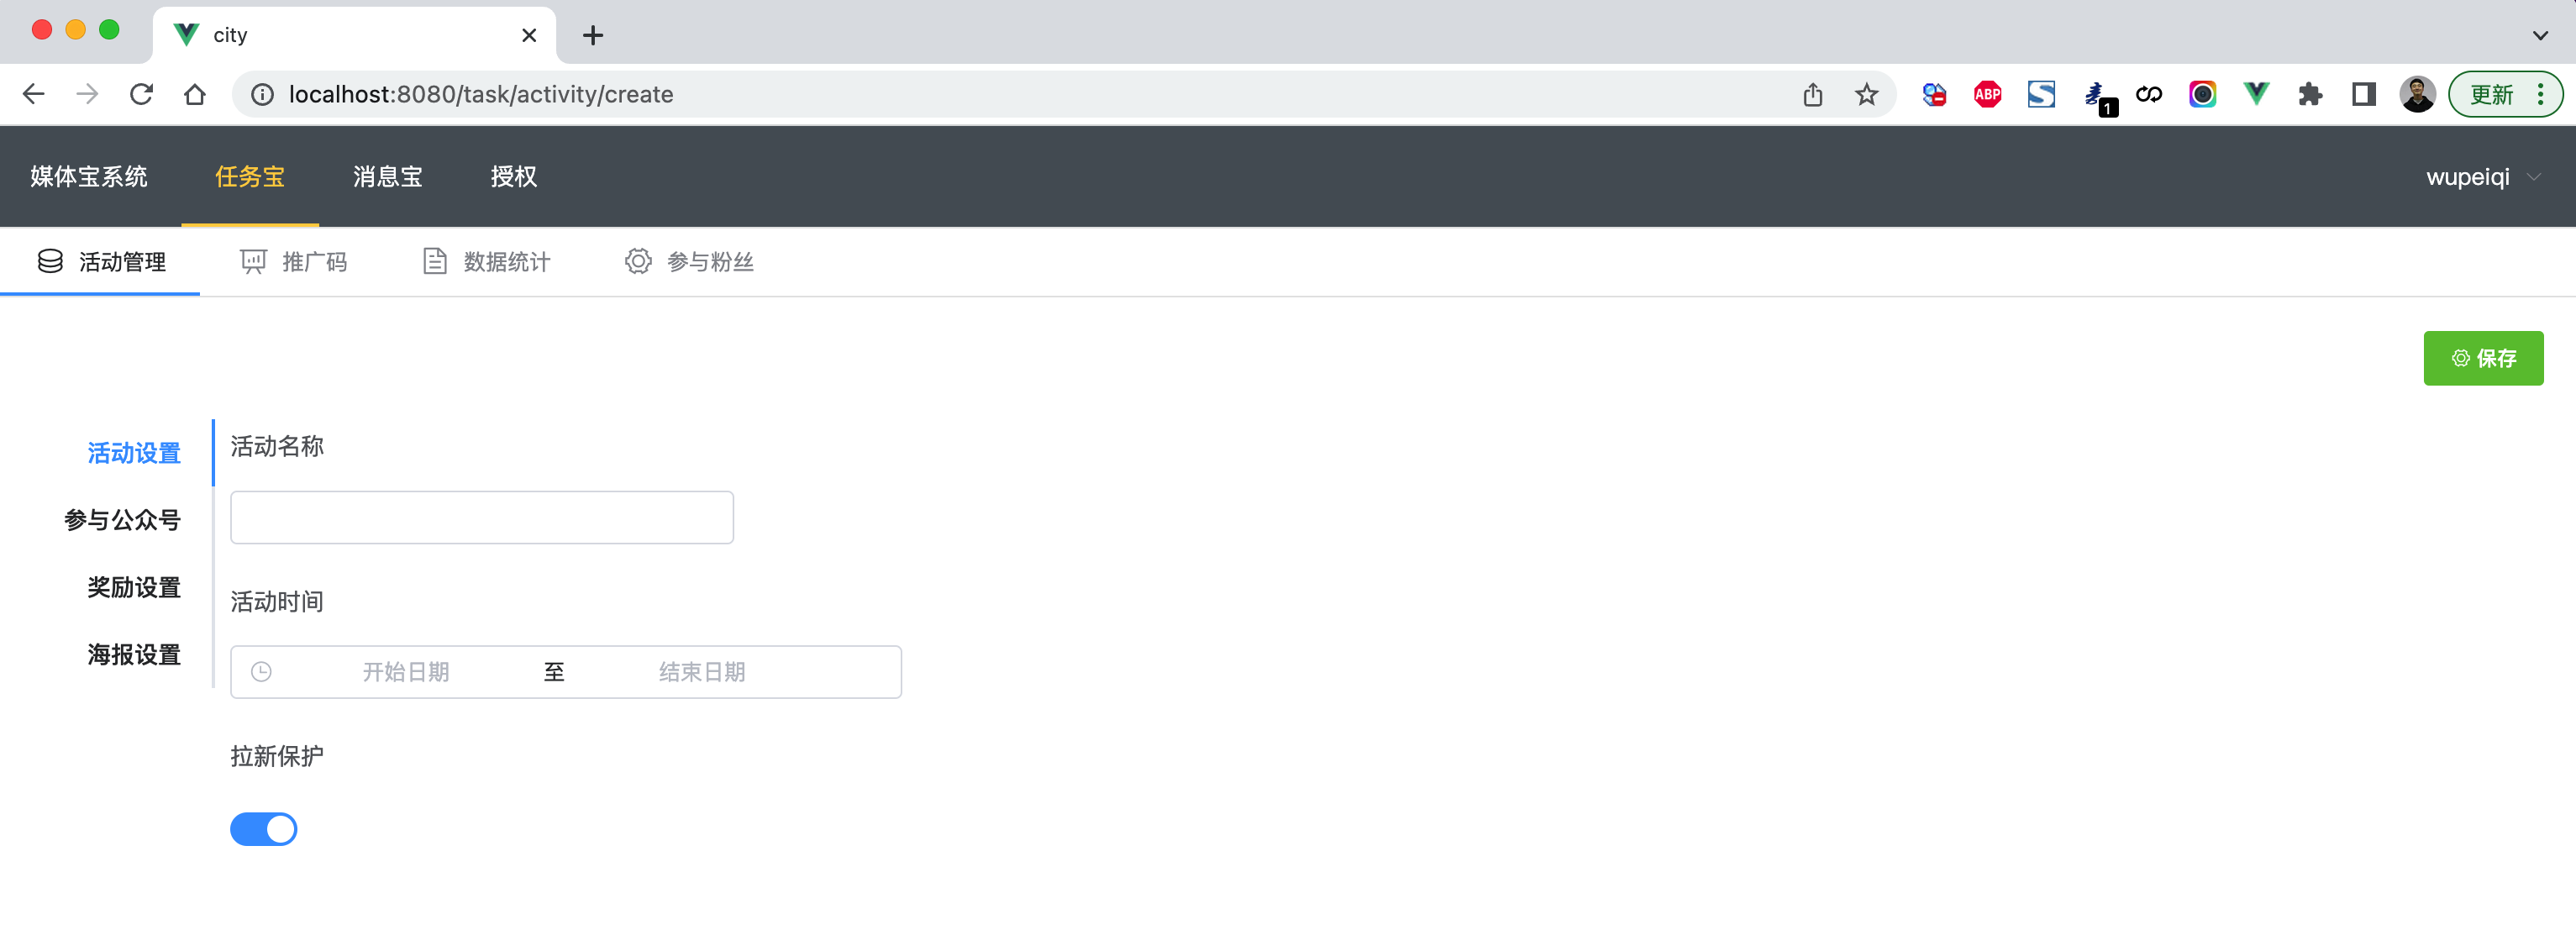 city
localhost:8080/task/activity/create
ABP
1
更新
媒体宝系统 任务宝 消息宝 授权 wupeiqi
活动管理 推广码 数据统计 参与粉丝
保存
活动设置
参与公众号
奖励设置
海报设置
活动名称
活动时间
开始日期 至 结束日期
拉新保护